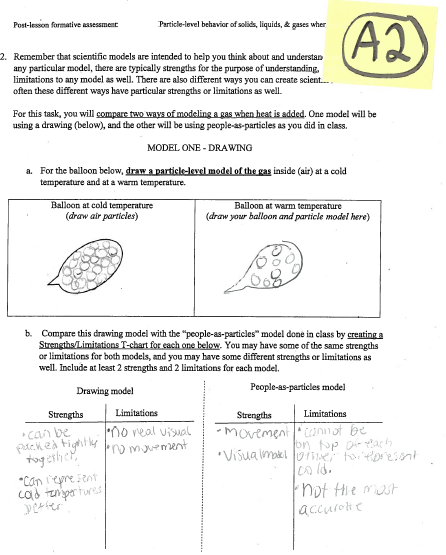 Post-lesson formative assessment Particle-level behavior of solids, liquids, & gases when
A2
2. Remember that scientific models are intended to help you think about and understan
any particular model, there are typically strengths for the purpose of understanding,
limitations to any model as well. There are also different ways you can create scient...
often these different ways have particular strengths or limitations as well.
For this task, you will compare two ways of modeling a gas when heat is added. One model will be
using a drawing (below), and the other will be using people-as-particles as you did in class.
MODEL ONE - DRAWING
a. For the balloon below, draw a particle-level model of the gas inside (air) at a cold
temperature and at a warm temperature.
Balloon at cold temperature
(draw air particles)
Balloon at warm temperature
(draw your balloon and particle model here)
b. Compare this drawing model with the "people-as-particles" model done in class by creating a
Strengths/Limitations T-chart for each one below. You may have some of the same strengths
or limitations for both models, and you may have some different strengths or limitations as
well. Include at least 2 strengths and 2 limitations for each model.
Drawing model
Strengths
Limitations
• can be
packed tightly
together.
• Can represent
cold temportures
better
• No real visual
• no movement
People-as-particles model
Strengths
Limitations
- movement
• Visual model
• cannot be
on top of each
other to represent
cold.
• not the most
accurate